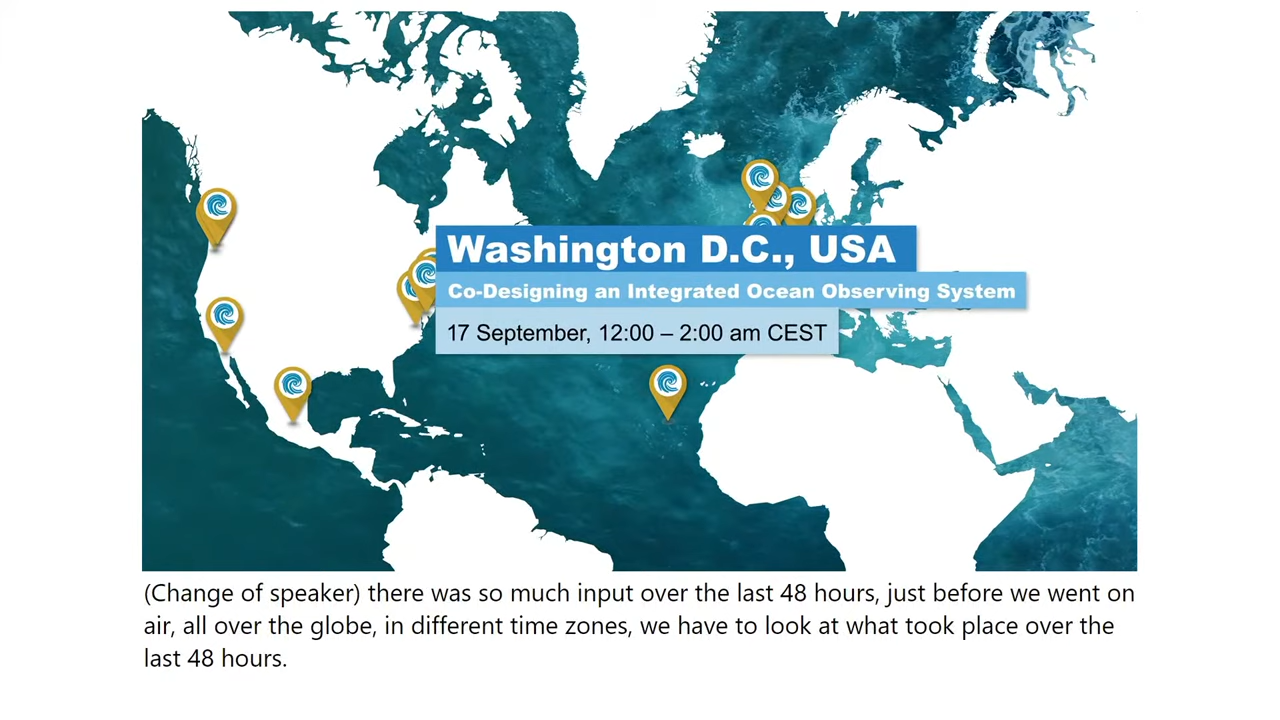 Washington D.C., USA
Co-Designing an Integrated Ocean Observing System
17 September, 12:00 – 2:00 am CEST
(Change of speaker) there was so much input over the last 48 hours, just before we went on
air, all over the globe, in different time zones, we have to look at what took place over the
last 48 hours.